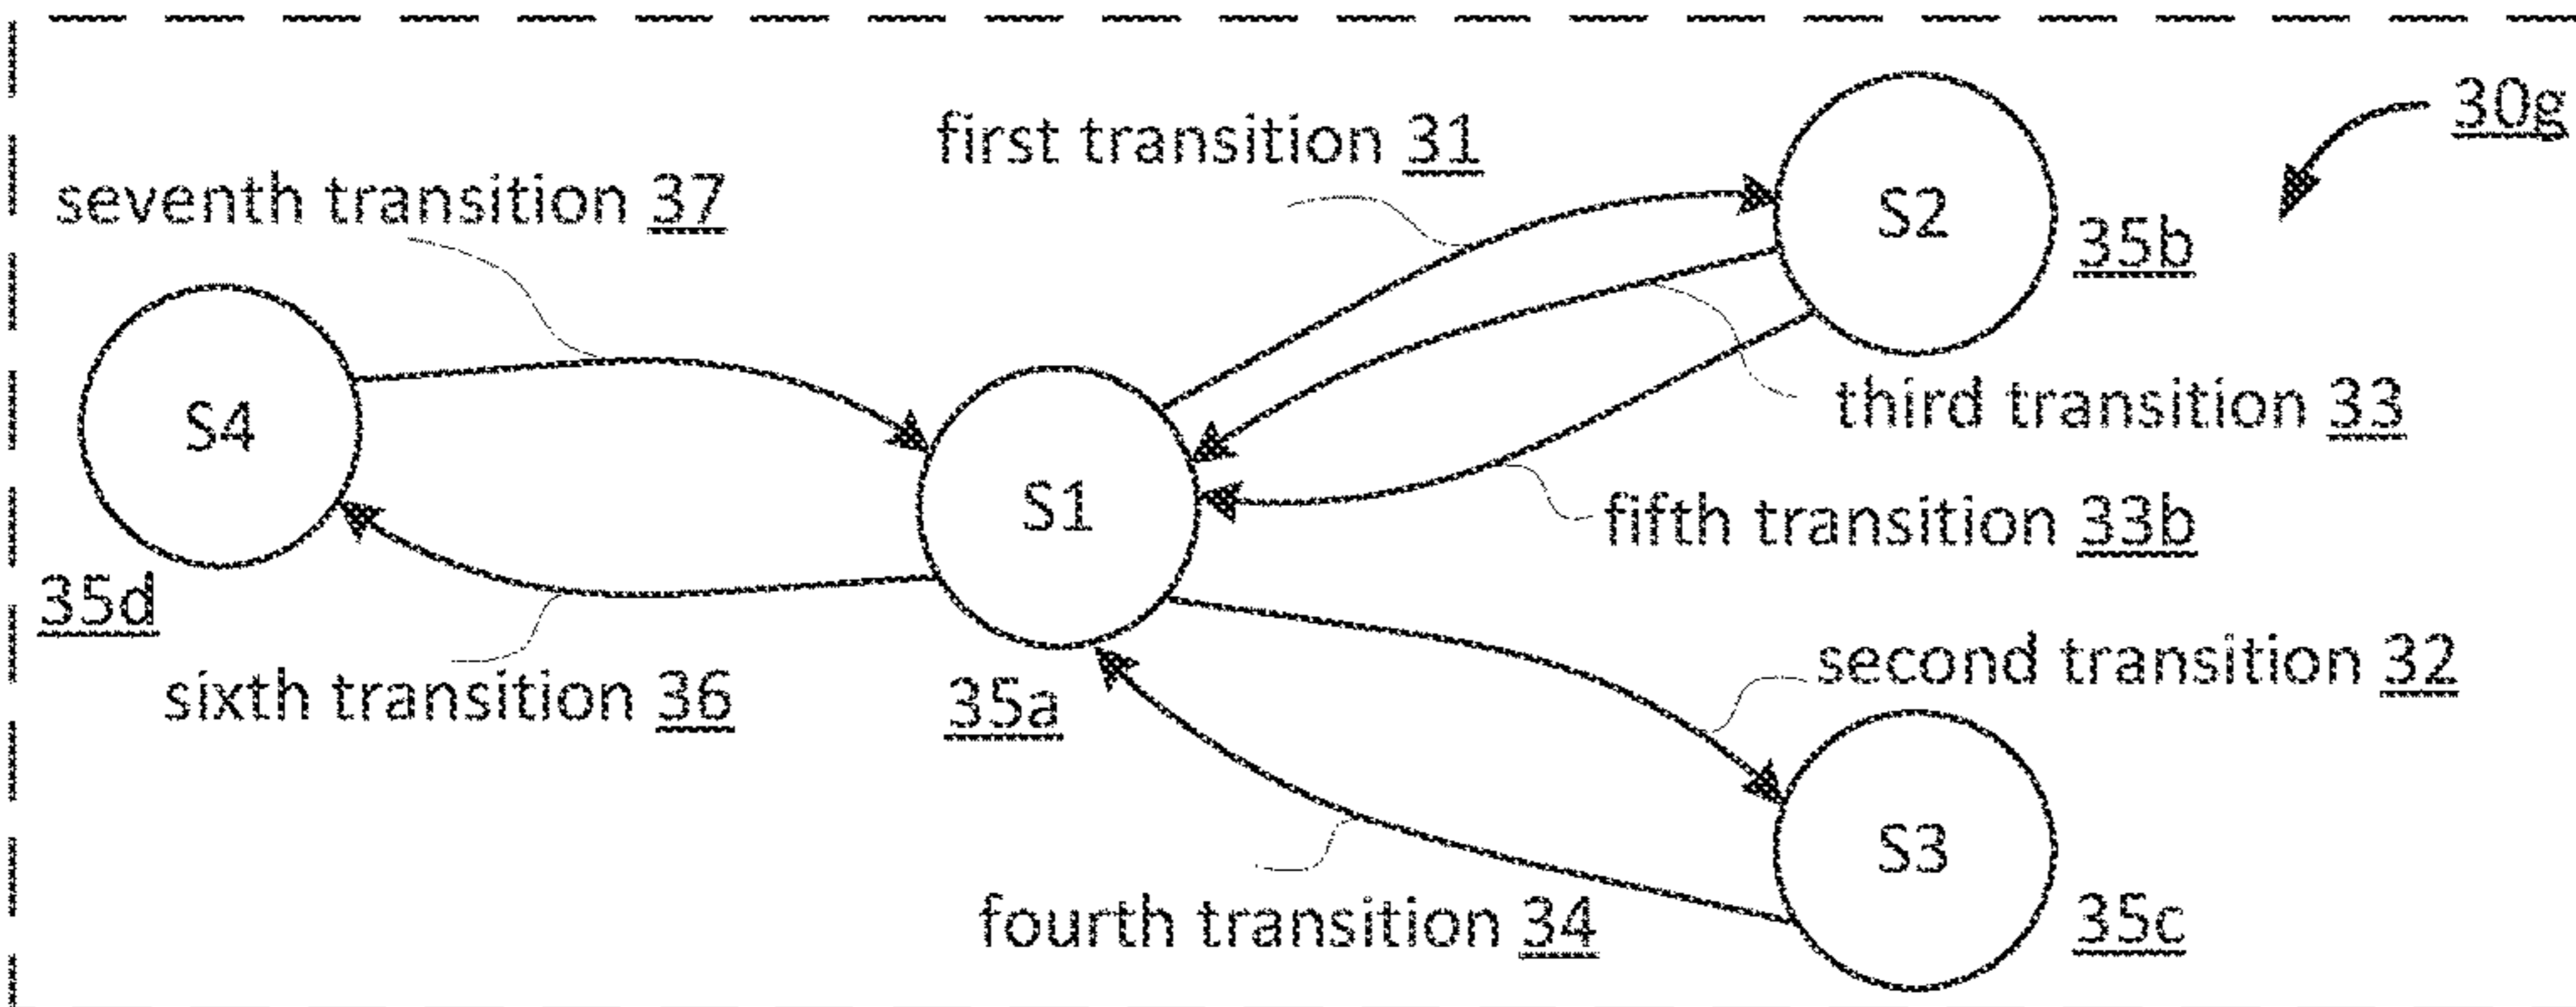 30g
first transition 31
seventh transition 37
S2
35b
S4
third transition 33
S1
fifth transition 33b
35d
second transition 32
sixth transition 36
35a
S3
fourth transition 34
35c